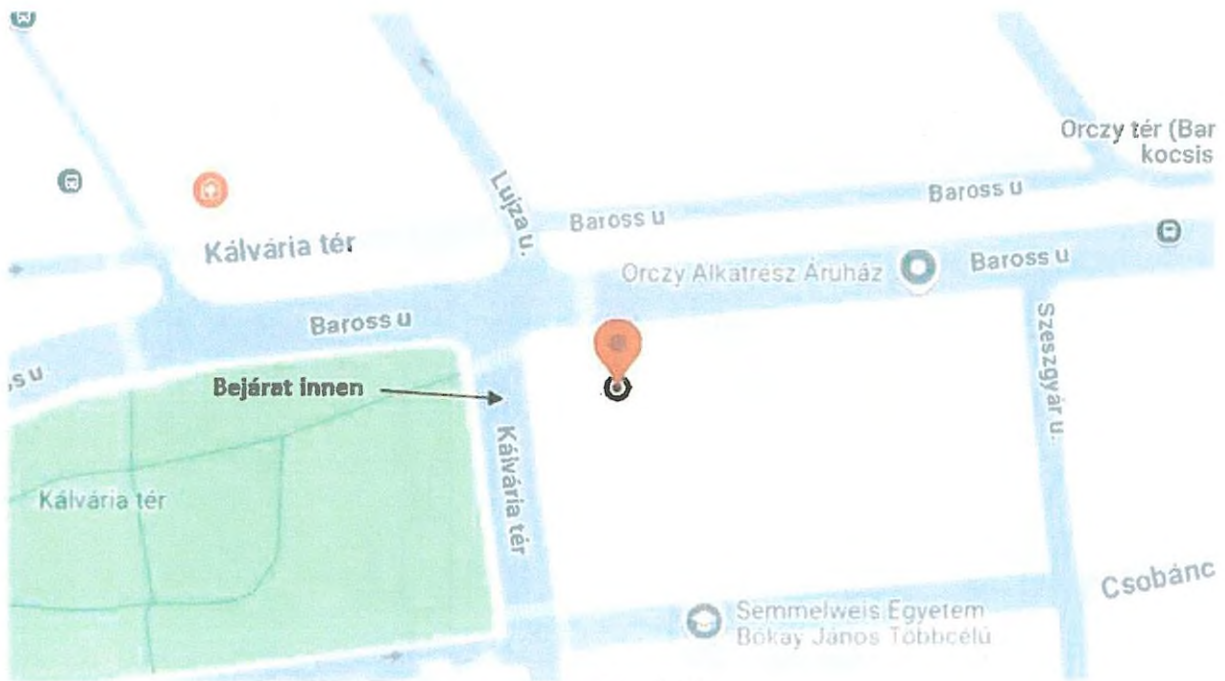 Orczy tér (Bar
kocsis
Lujza u.
Baross u
Baross u
Kálvária tér
Orczy Alkatrész Áruház
Baross u
Baross u
s u
Bejárat innen
Szeszgyár u.
Kálvária tér
Kálvária tér
Csobánc
Semmelweis Egyetem
Bókay János Többcélú